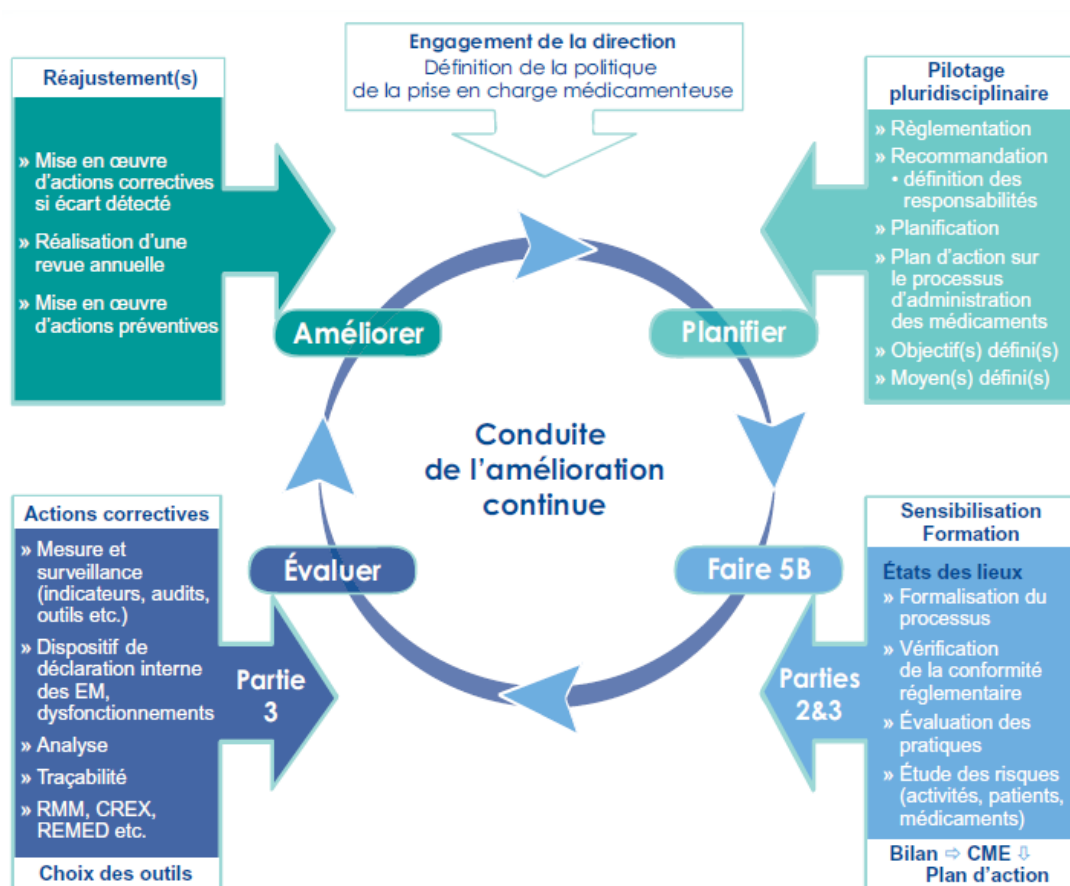 Engagement de la direction
Définition de la politique
de la prise en charge médicamenteuse
Réajustement(s)
» Mise en œuvre
d'actions correctives
si écart détecté
» Réalisation d'une
revue annuelle
» Mise en œuvre
d'actions préventives
Pilotage
pluridisciplinaire
» Règlementation
» Recommandation
• définition des
responsabilités
» Planification
» Plan d'action sur
le processus
d'administration
des médicaments
» Objectif(s) défini(s)
» Moyen(s) défini(s)
Améliorer
Planifier
Conduite
de l'amélioration
continue
Évaluer
Faire 5B
Actions correctives
» Mesure et
surveillance
(indicateurs, audits,
outils etc.)
» Dispositif de
déclaration interne
des EM,
dysfonctionnements
» Analyse
» Traçabilité
» RMM, CREX,
REMED etc.
Choix des outils
Partie
3
Parties
2&3
Sensibilisation
Formation
États des lieux
» Formalisation du
processus
» Vérification
de la conformité
réglementaire
» Évaluation des
pratiques
» Étude des risques
(activités, patients,
médicaments)
Bilan ⇨ CME ⇩
Plan d'action